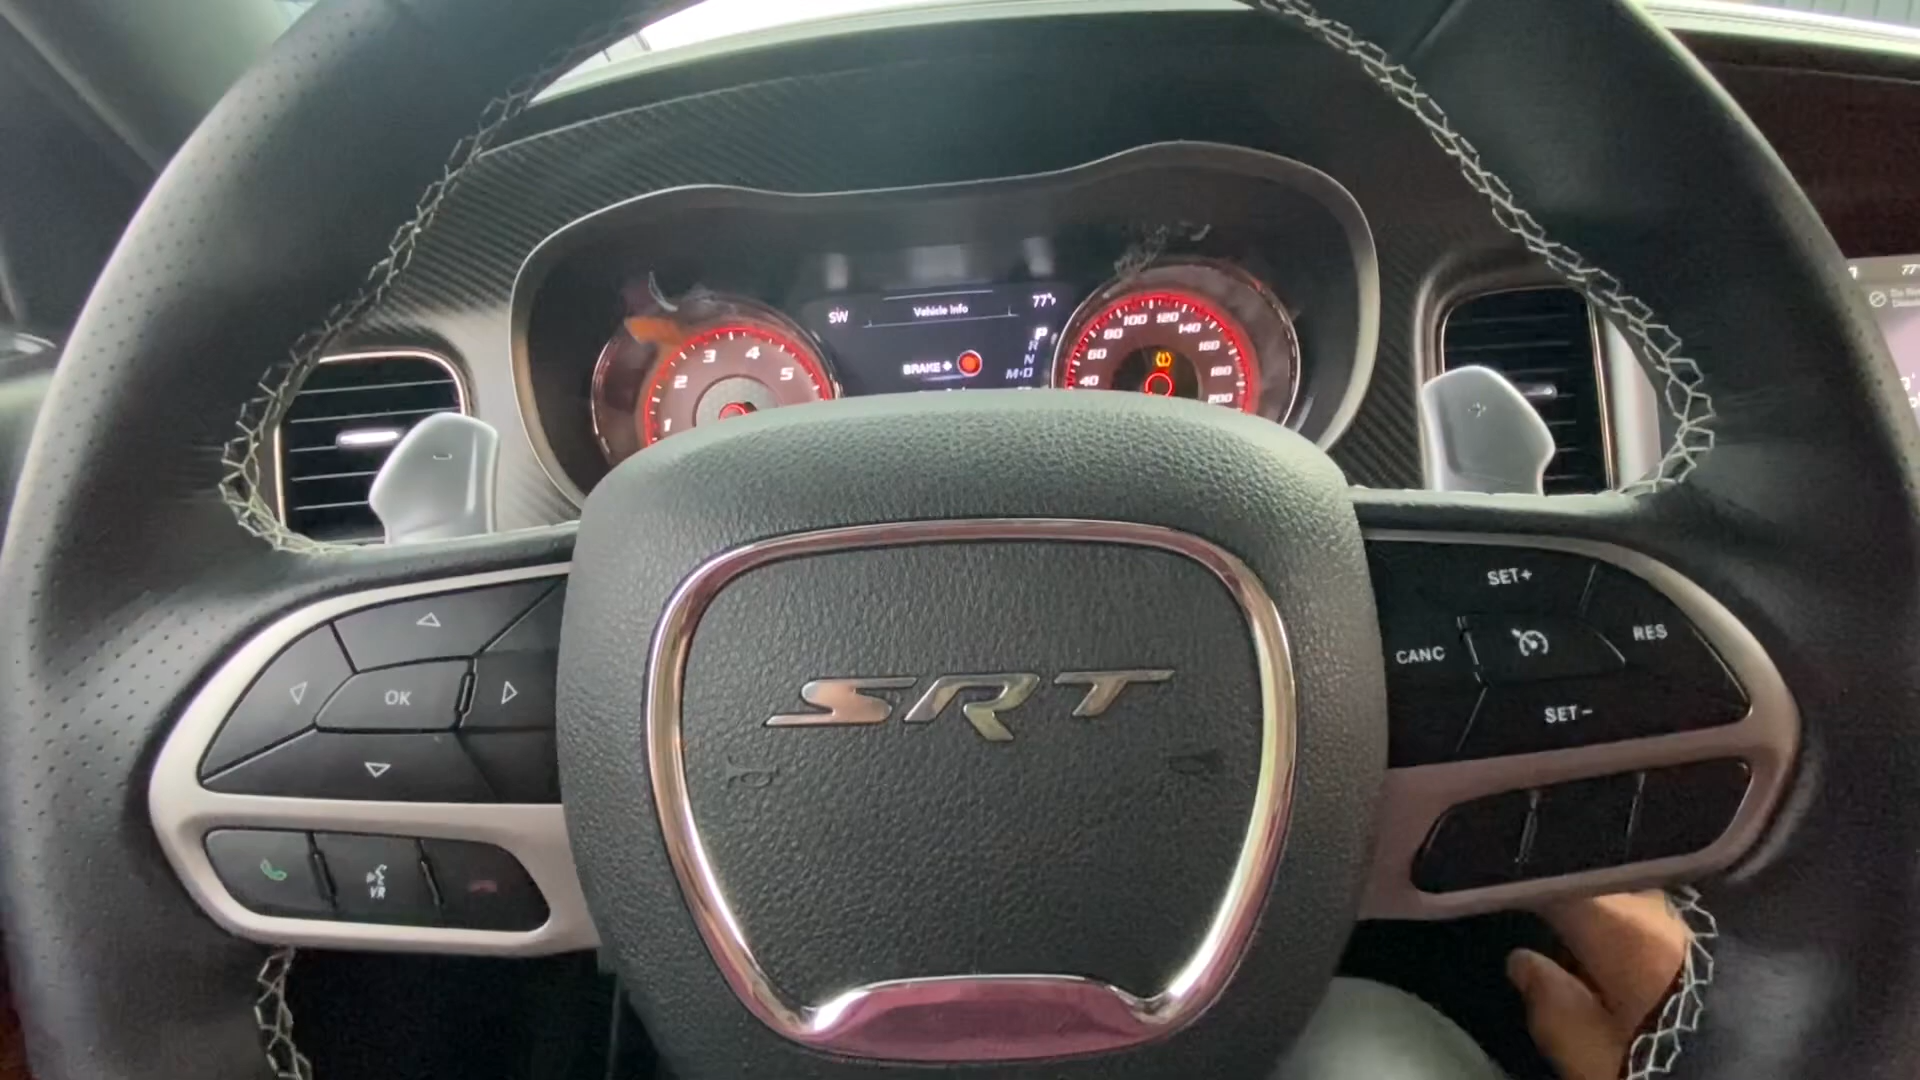 SW
Vehicle Info
77°F
BRAKE +
P
R
N
M·D
1
2
3
4
5
40
60
80
100
120
140
160
180
200
77
SET+
RES
CANC
SET-
OK
VR
SRT